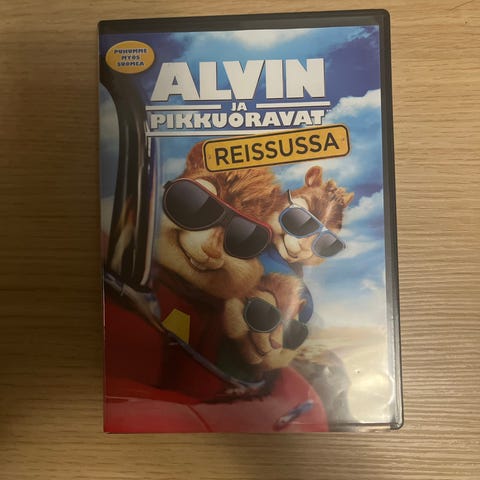 PUHUMME
MYÖS
SUOMEA
ALVIN
JA
PIKKUORAVAT
REISSUSSA